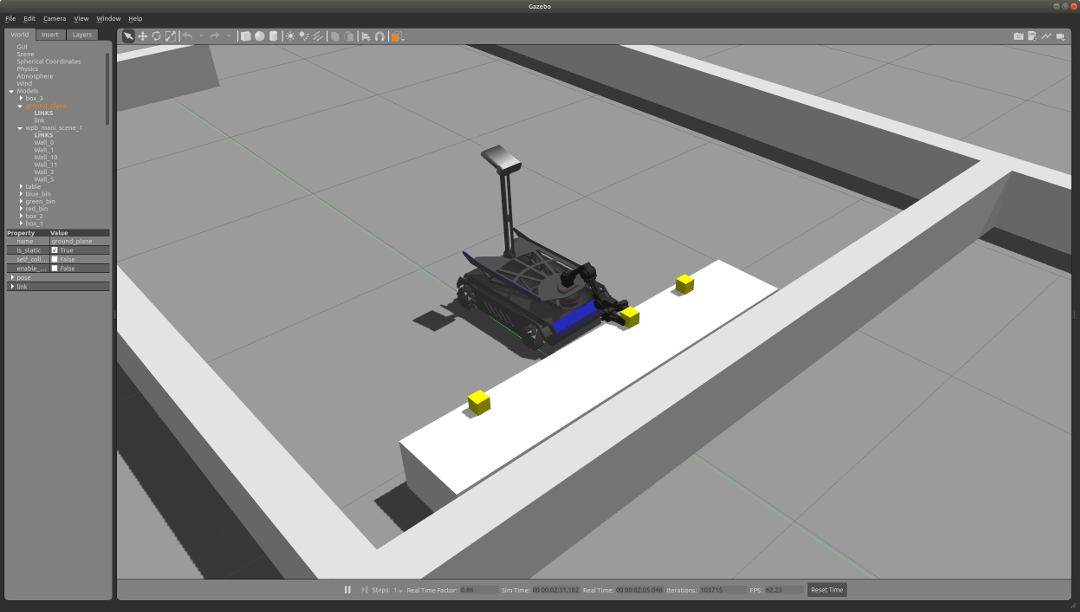 Gazebo
File Edit Camera View Window Help
World Insert Layers
GUI
Scene
Spherical Coordinates
Physics
Atmosphere
Wind
Models
box_3
ground_plane
LINKS
link
wpb_mani_scene_1
LINKS
Wall_0
Wall_1
Wall_10
Wall_11
Wall_3
Wall_5
table
blue_bin
green_bin
red_bin
box_2
box_1
Property Value
name ground_plane
is_static True
self_coll... False
enable_... False
pose
link
Steps: 1 Real Time Factor: 0.86 Sim Time: 00 00:02:31.182 Real Time: 00 00:02:05.046 Iterations: 103715 FPS: 62.23 Reset Time